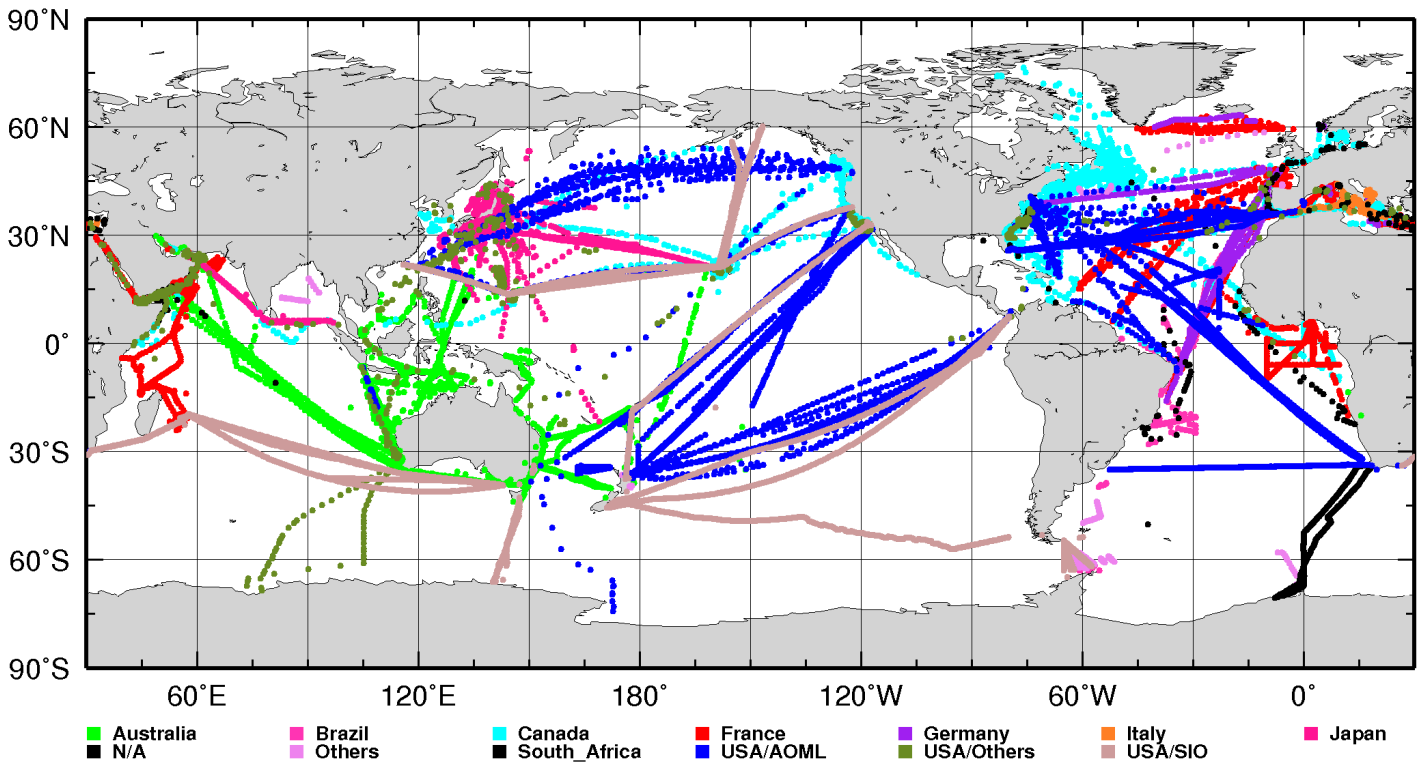 90˚N
60˚N
30˚N
0˚
30˚S
60˚S
90˚S
60˚E 120˚E 180˚ 120˚W 60˚W 0˚
Australia Brazil Canada France Germany Italy Japan
N/A Others South_Africa USA/AOML USA/Others USA/SIO